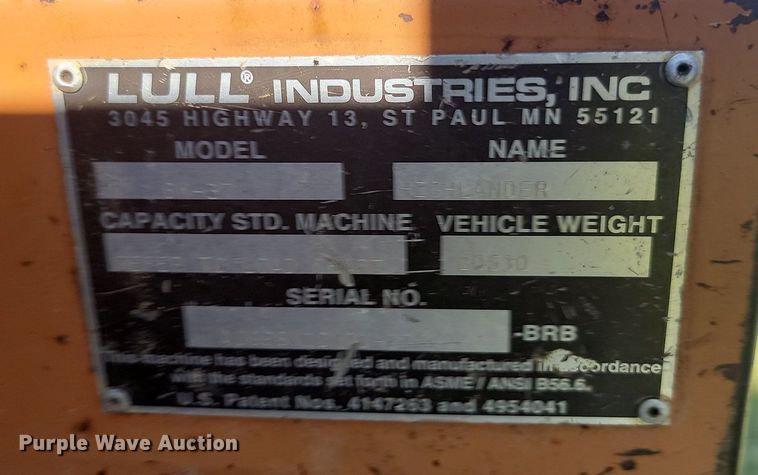 LULL® INDUSTRIES, INC
3045 HIGHWAY 13, ST PAUL MN 55121
MODEL NAME
HIGHLANDER
CAPACITY STD. MACHINE VEHICLE WEIGHT
SERIAL NO.
-BRB
This machine has been designed and manufactured in accordance
with the standards set forth in ASME / ANSI B56.6.
U.S. Patent Nos. 4147263 and 4954041
Purple Wave Auction